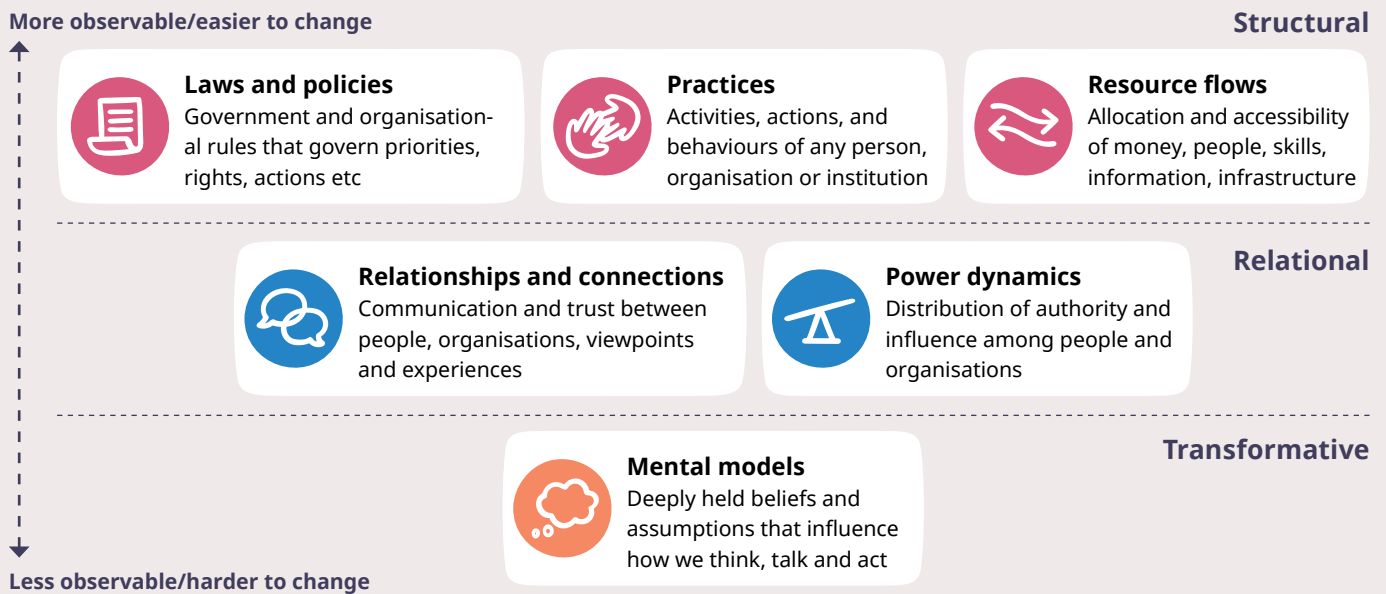 More observable/easier to change
Structural
Laws and policies
Government and organisation-
al rules that govern priorities,
rights, actions etc
Practices
Activities, actions, and
behaviours of any person,
organisation or institution
Resource flows
Allocation and accessibility
of money, people, skills,
information, infrastructure
Relational
Relationships and connections
Communication and trust between
people, organisations, viewpoints
and experiences
Power dynamics
Distribution of authority and
influence among people and
organisations
Transformative
Mental models
Deeply held beliefs and
assumptions that influence
how we think, talk and act
Less observable/harder to change